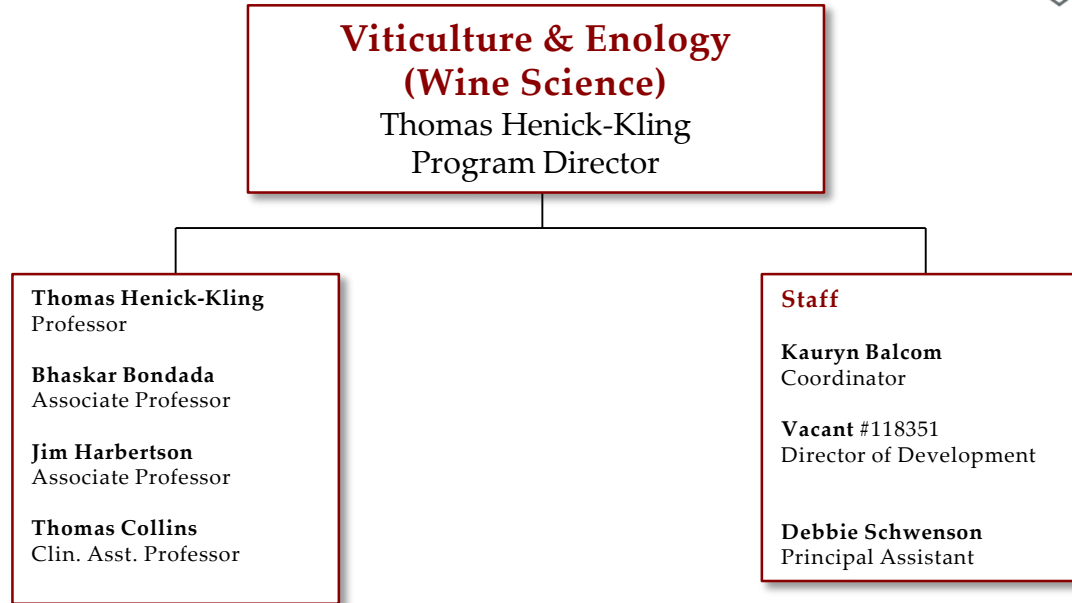 Viticulture & Enology
(Wine Science)
Thomas Henick-Kling
Program Director
Thomas Henick-Kling
Professor
Bhaskar Bondada
Associate Professor
Jim Harbertson
Associate Professor
Thomas Collins
Clin. Asst. Professor
Staff
Kauryn Balcom
Coordinator
Vacant #118351
Director of Development
Debbie Schwenson
Principal Assistant